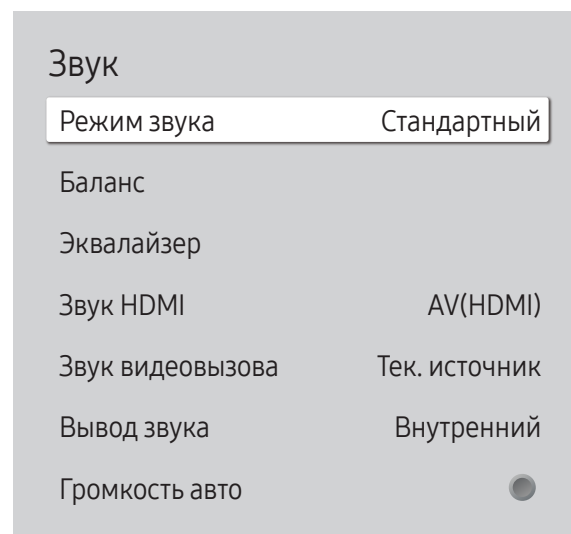 Звук
Режим звука Стандартный
Баланс
Эквалайзер
Звук HDMI AV(HDMI)
Звук видеовызова Тек. источник
Вывод звука Внутренний
Громкость авто